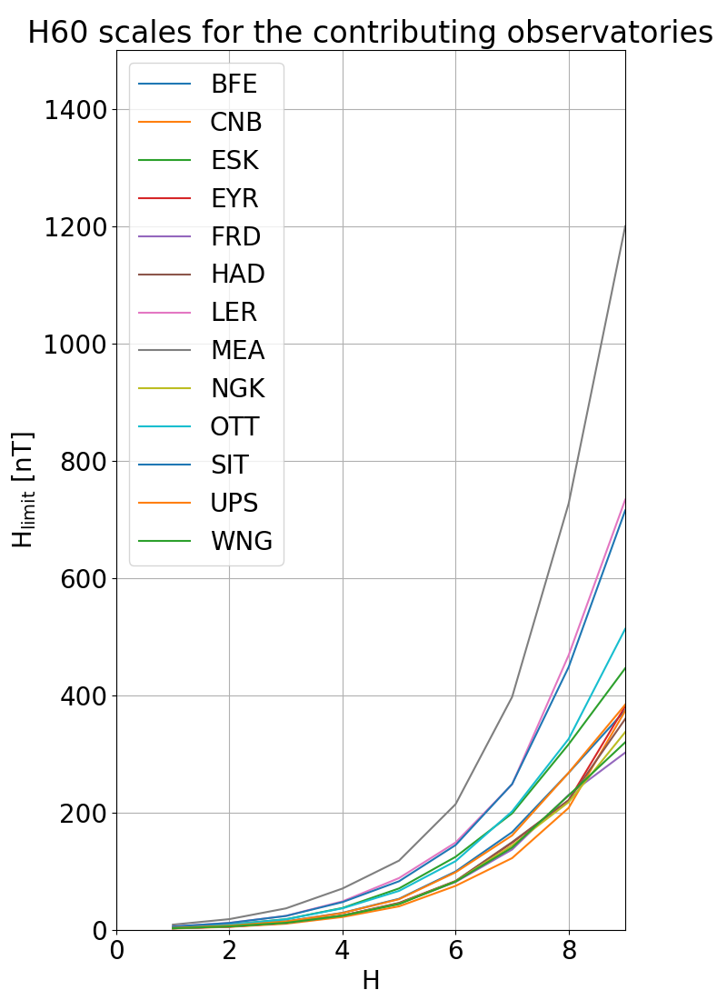 H60 scales for the contributing observatories
1400
1200
1000
800
600
400
200
0
H_limit [nT]
BFE
CNB
ESK
EYR
FRD
HAD
LER
MEA
NGK
OTT
SIT
UPS
WNG
0 2 4 6 8
H